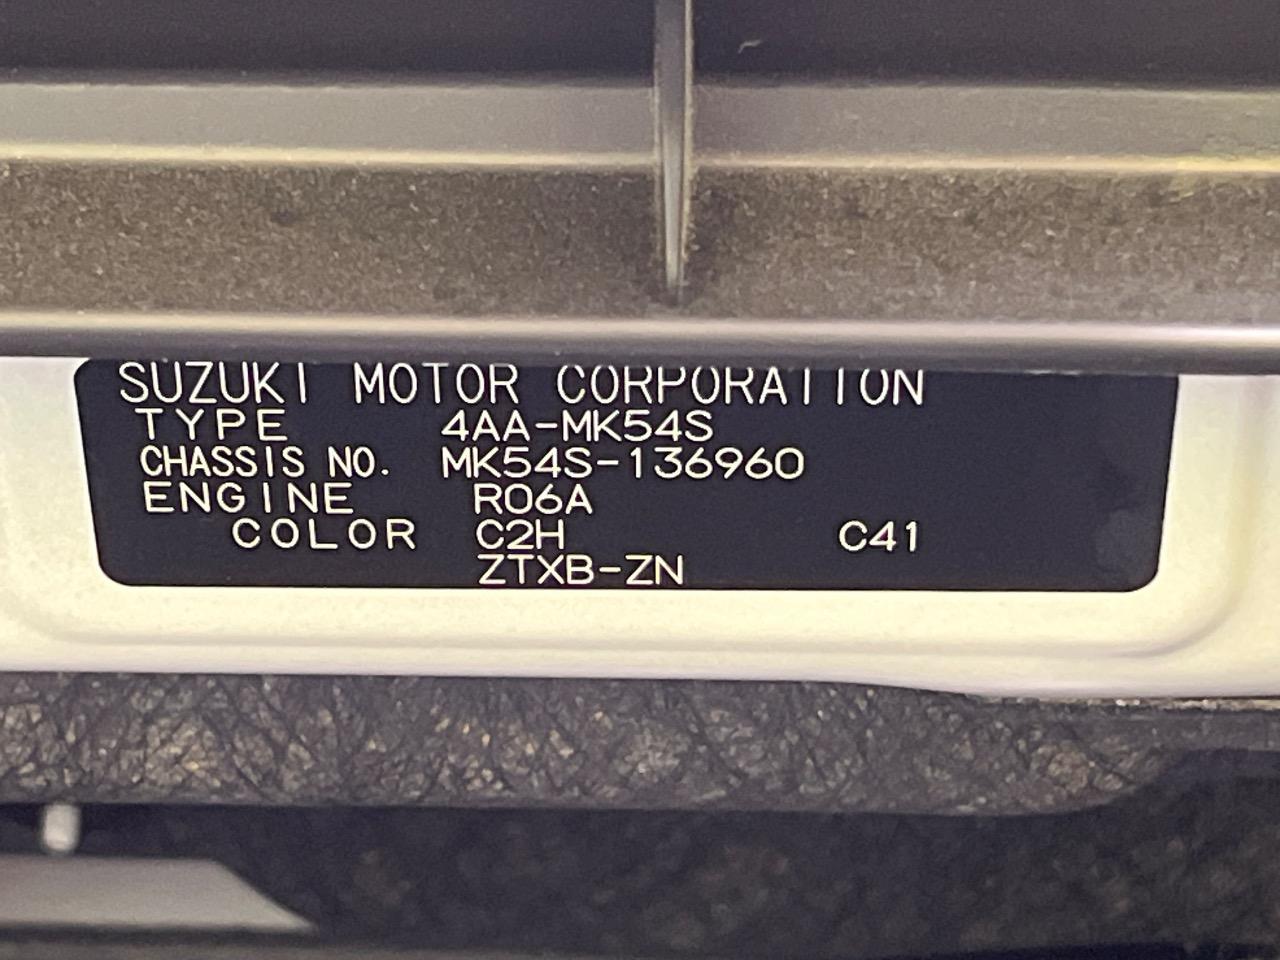 SUZUKI MOTOR CORPORATION
TYPE 4AA-MK54S
CHASSIS NO. MK54S-136960
ENGINE R06A
COLOR C2H C41
ZTXB-ZN